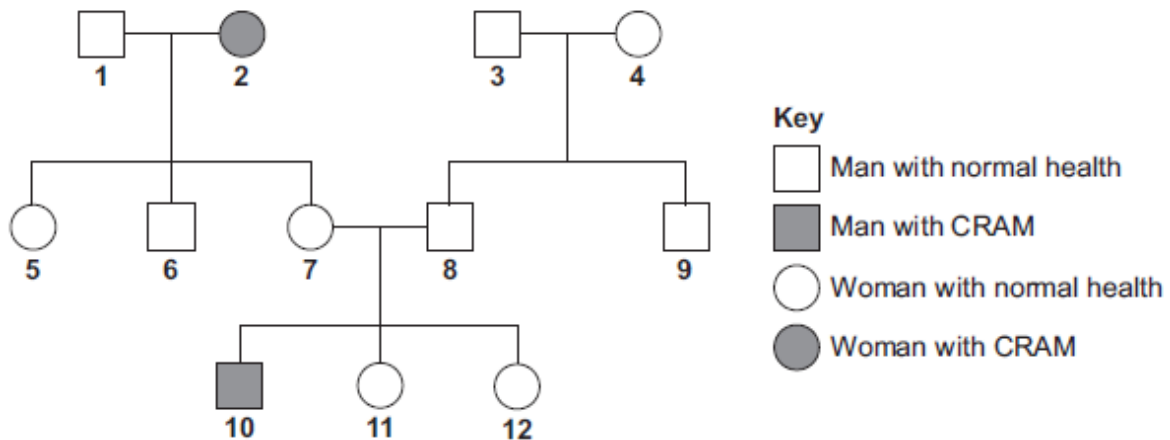 1 2 3 4
Key
Man with normal health
Man with CRAM
5 6 7 8 9
Woman with normal health
Woman with CRAM
10 11 12